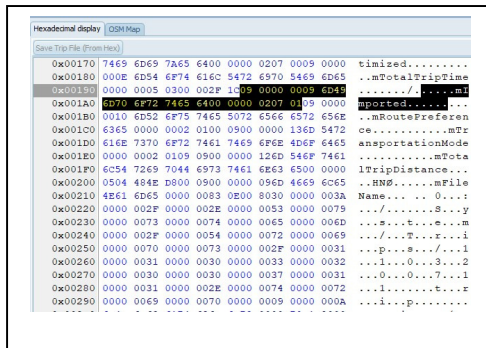 Hexadecimal display OSM Map
Save Trip File (From Hex)
0x00170 7469 6D69 7A65 6400 0000 0207 0009 0000 timized.........
0x00180 000E 6D54 6F74 616C 5472 6970 5469 6D65 ..mTotalTripTime
0x00190 0000 0005 0300 002F 1C09 0000 0009 6D49 ......./......mI
0x001A0 6D70 6F72 7465 6400 0000 0207 0109 0000 mported.........
0x001B0 0010 6D52 6F75 7465 5072 6566 6572 656E ..mRoutePreferen
0x001C0 6365 0000 0002 0100 0900 0000 136D 5472 ce...........mTr
0x001D0 616E 7370 6F72 7461 7469 6F6E 4D6F 6465 ansportationMode
0x001E0 0000 0002 0109 0900 0000 126D 546F 7461 ...........mTota
0x001F0 6C54 7269 7044 6973 7461 6E63 6500 0000 lTripDistance...
0x00200 0504 484E D800 0900 0000 096D 4669 6C65 ..HNØ......mFile
0x00210 4E61 6D65 0000 0083 0E00 8030 0000 003A Name.... ..0...:
0x00220 0000 002F 0000 002E 0000 0053 0000 0079 .../.......S...y
0x00230 0000 0073 0000 0074 0000 0065 0000 006D ...s...t...e...m
0x00240 0000 002F 0000 0054 0000 0072 0000 0069 .../...T...r...i
0x00250 0000 0070 0000 0073 0000 002F 0000 0031 ...p...s.../...1
0x00260 0000 0031 0000 0030 0000 0033 0000 0032 ...1...0...3...2
0x00270 0000 0030 0000 0030 0000 0037 0000 0031 ...0...0...7...1
0x00280 0000 0031 0000 002E 0000 0074 0000 0072 ...1.......t...r
0x00290 0000 0069 0000 0070 0000 0009 0000 000A ...i...p........